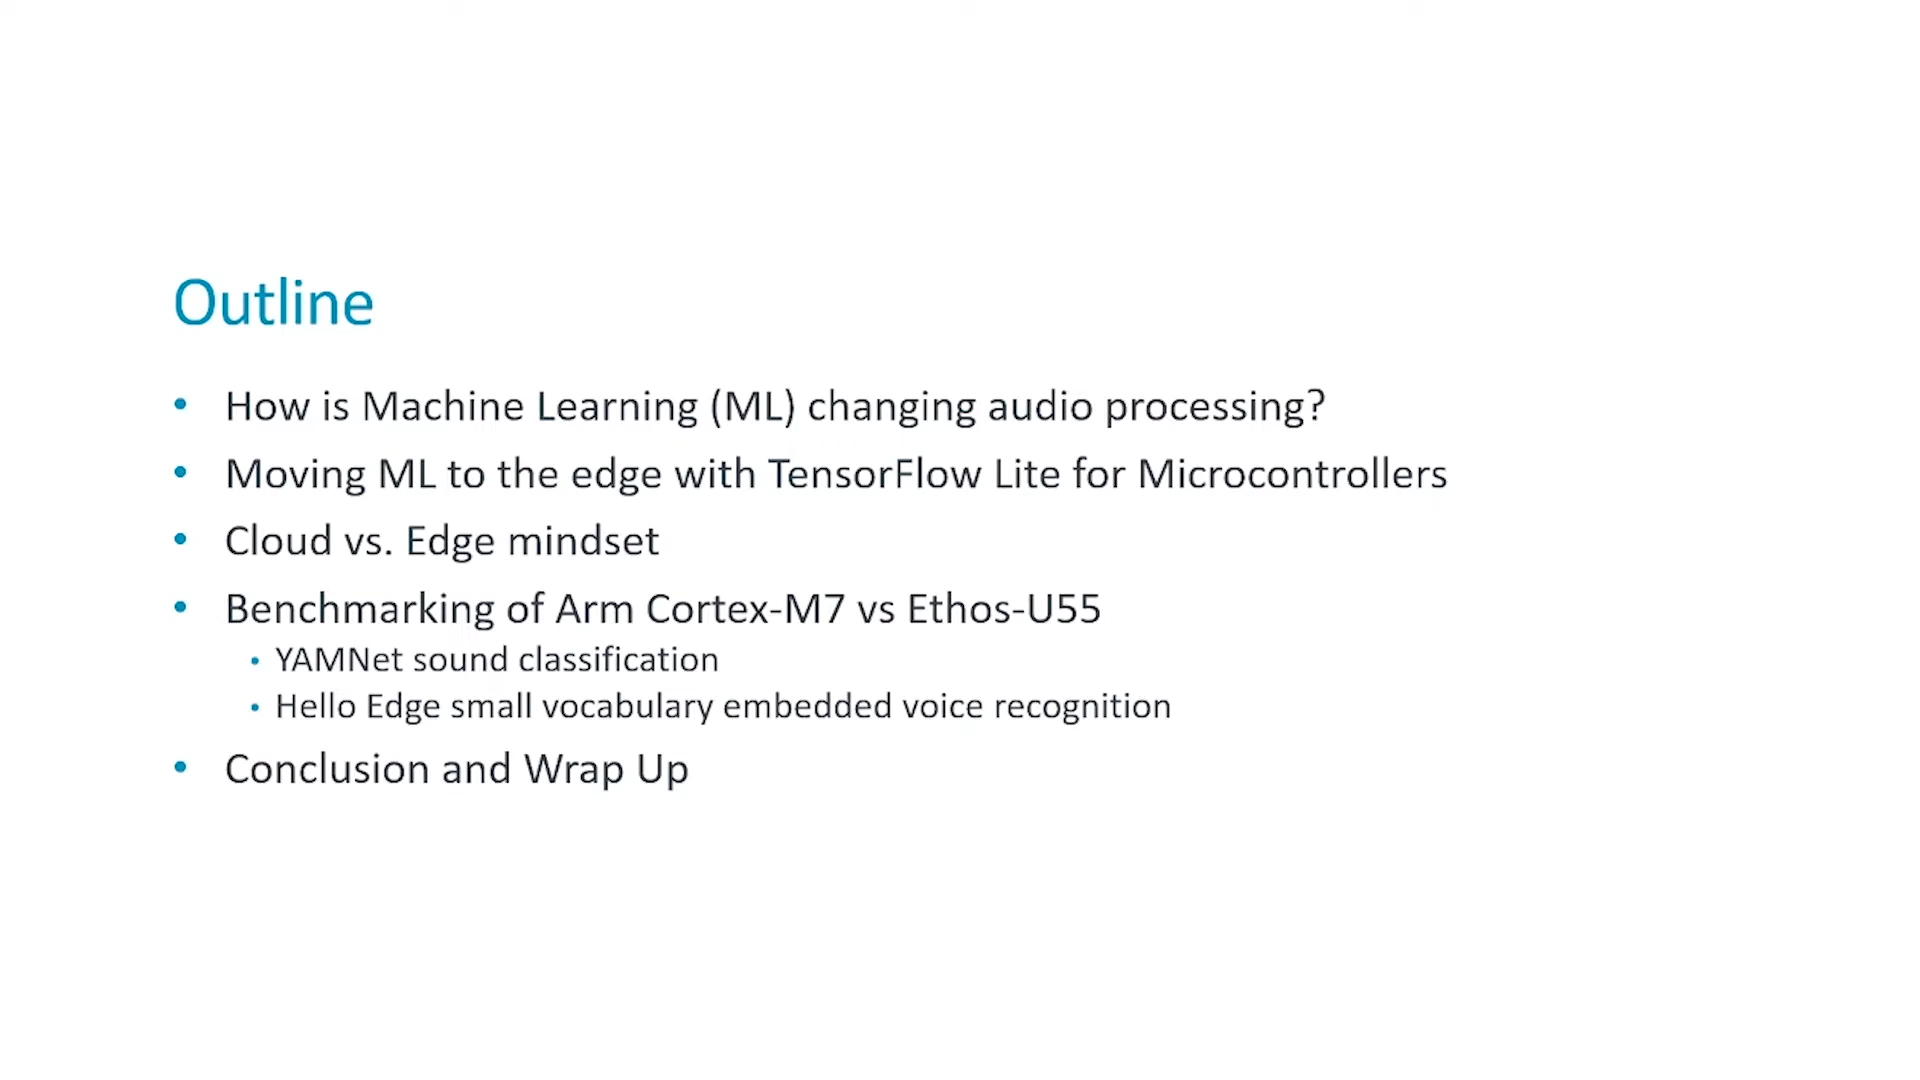 Outline
• How is Machine Learning (ML) changing audio processing?
• Moving ML to the edge with TensorFlow Lite for Microcontrollers
• Cloud vs. Edge mindset
• Benchmarking of Arm Cortex-M7 vs Ethos-U55
• YAMNet sound classification
• Hello Edge small vocabulary embedded voice recognition
• Conclusion and Wrap Up